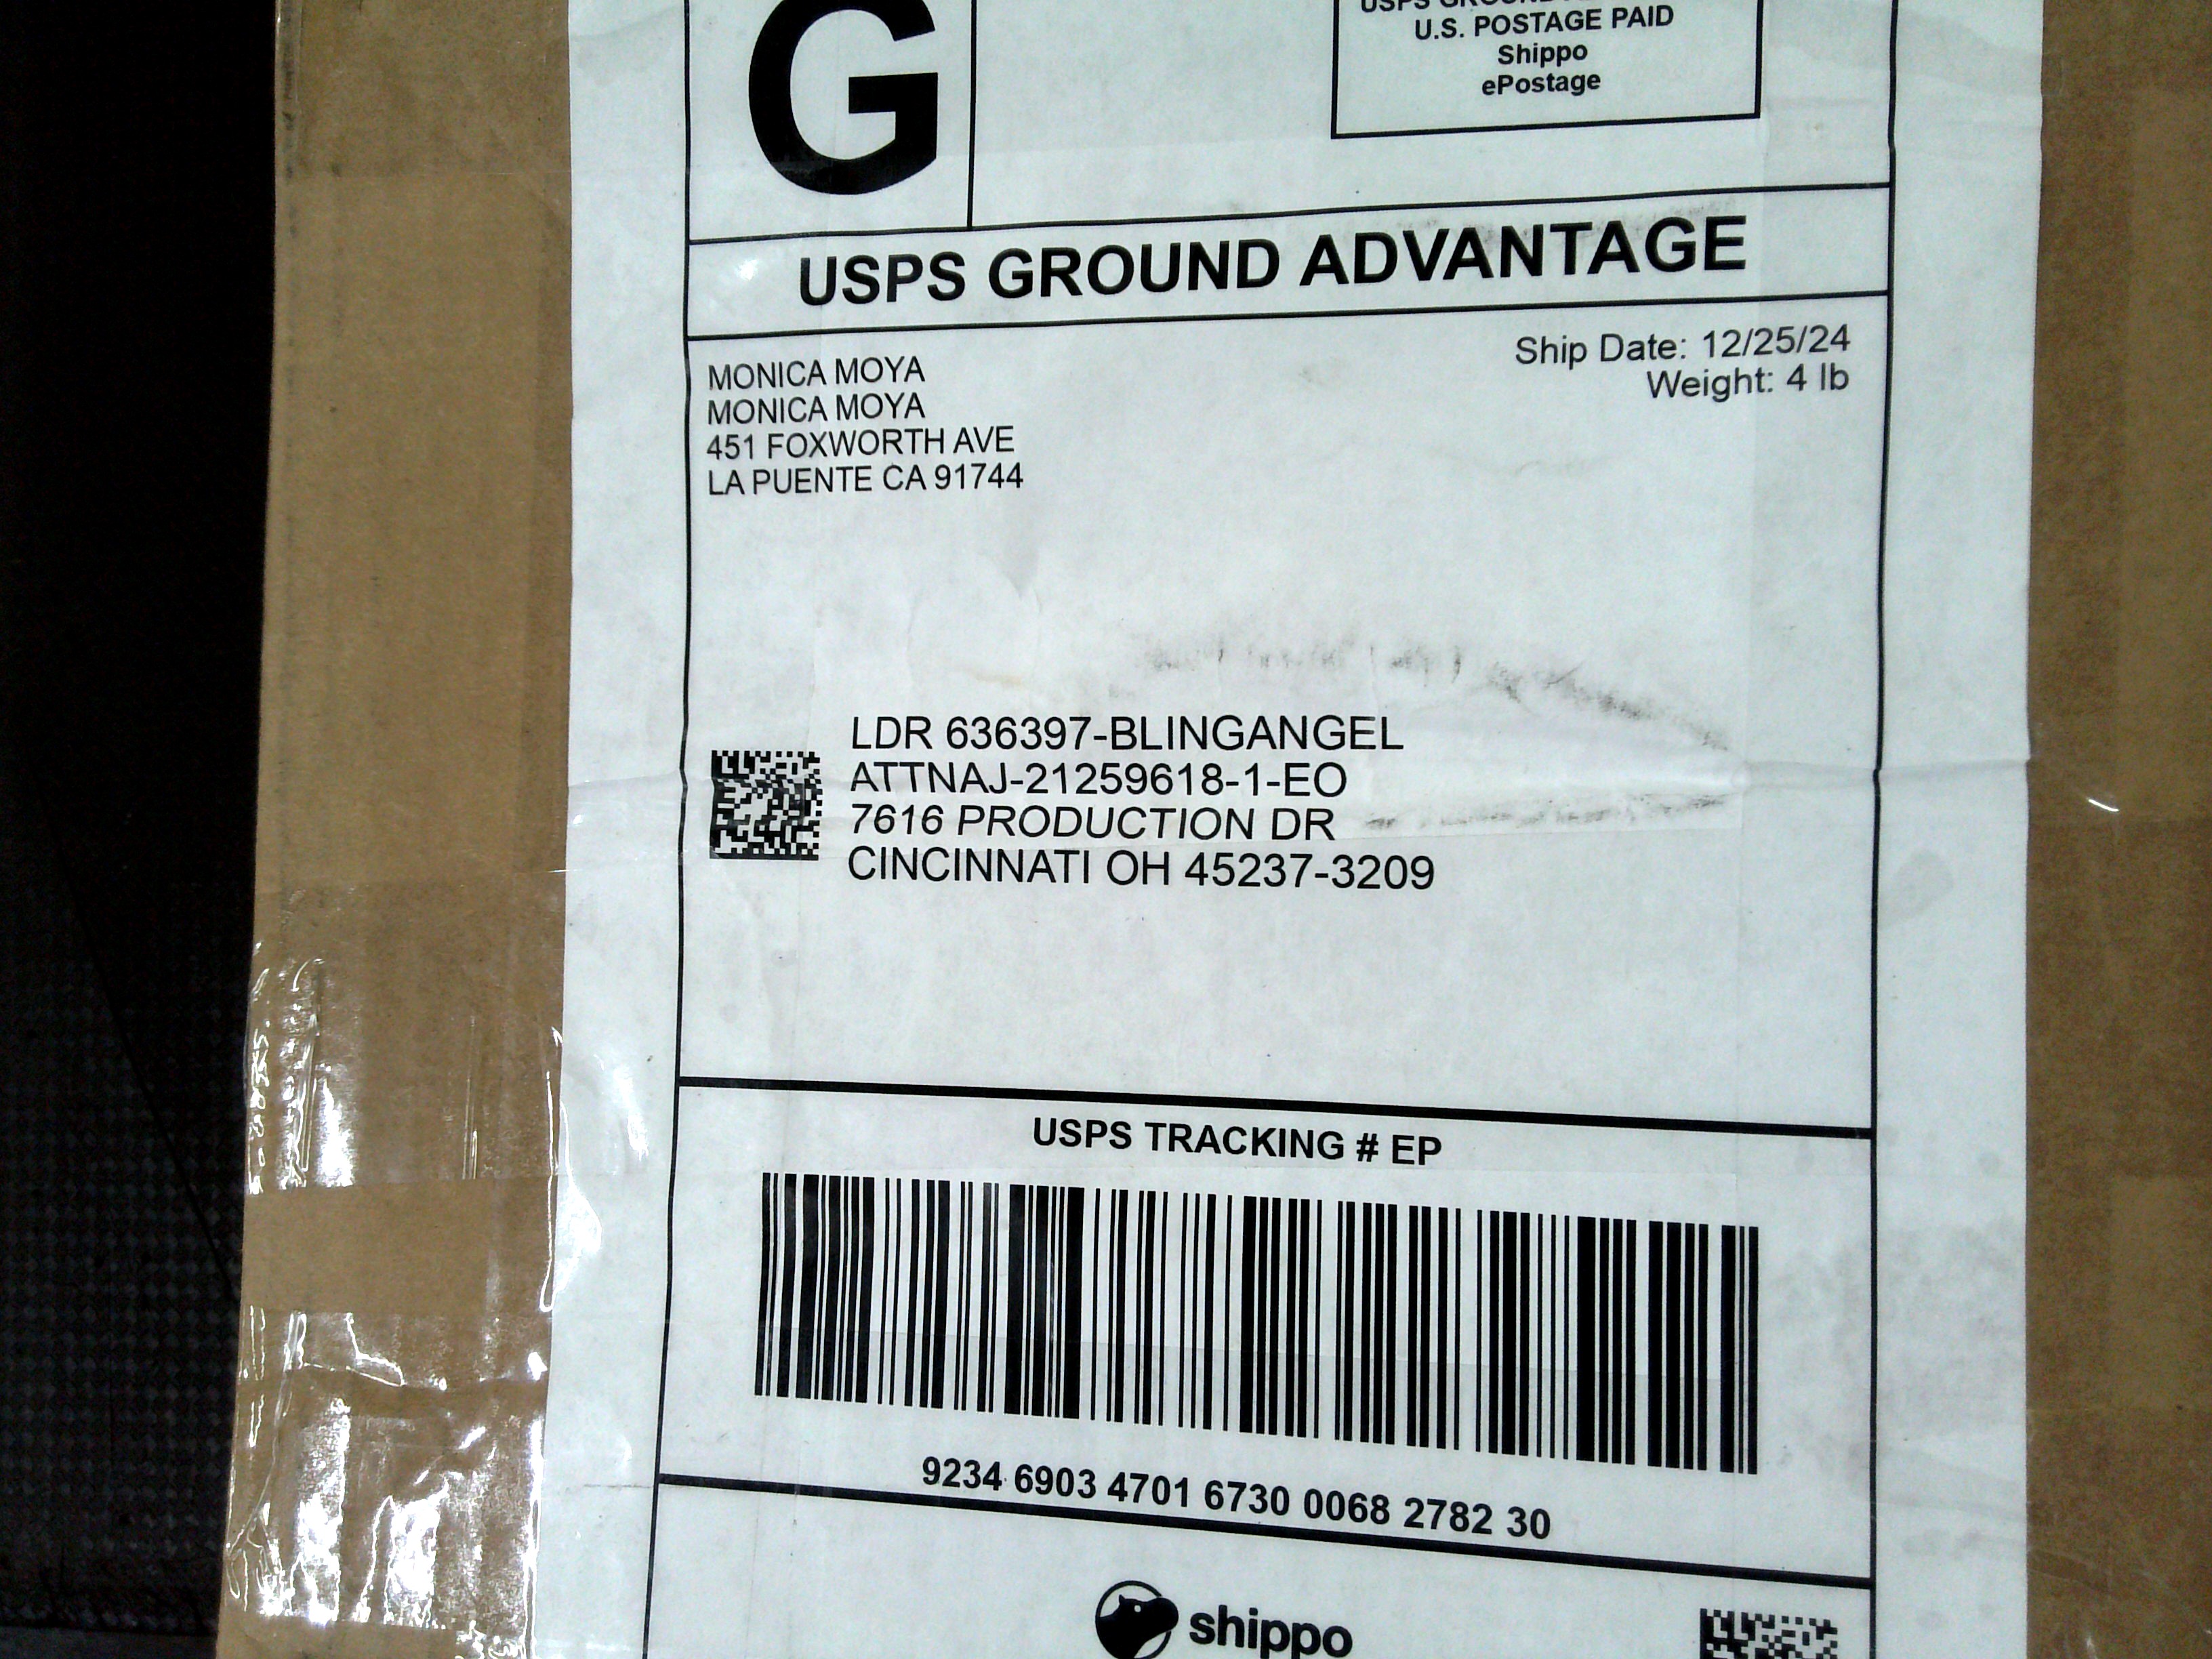 G
USPS GROUND
U.S. POSTAGE PAID
Shippo
ePostage
USPS GROUND ADVANTAGE
Ship Date: 12/25/24
Weight: 4 lb
MONICA MOYA
MONICA MOYA
451 FOXWORTH AVE
LA PUENTE CA 91744
LDR 636397-BLINGANGEL
ATTNAJ-21259618-1-EO
7616 PRODUCTION DR
CINCINNATI OH 45237-3209
USPS TRACKING # EP
9234 6903 4701 6730 0068 2782 30
shippo